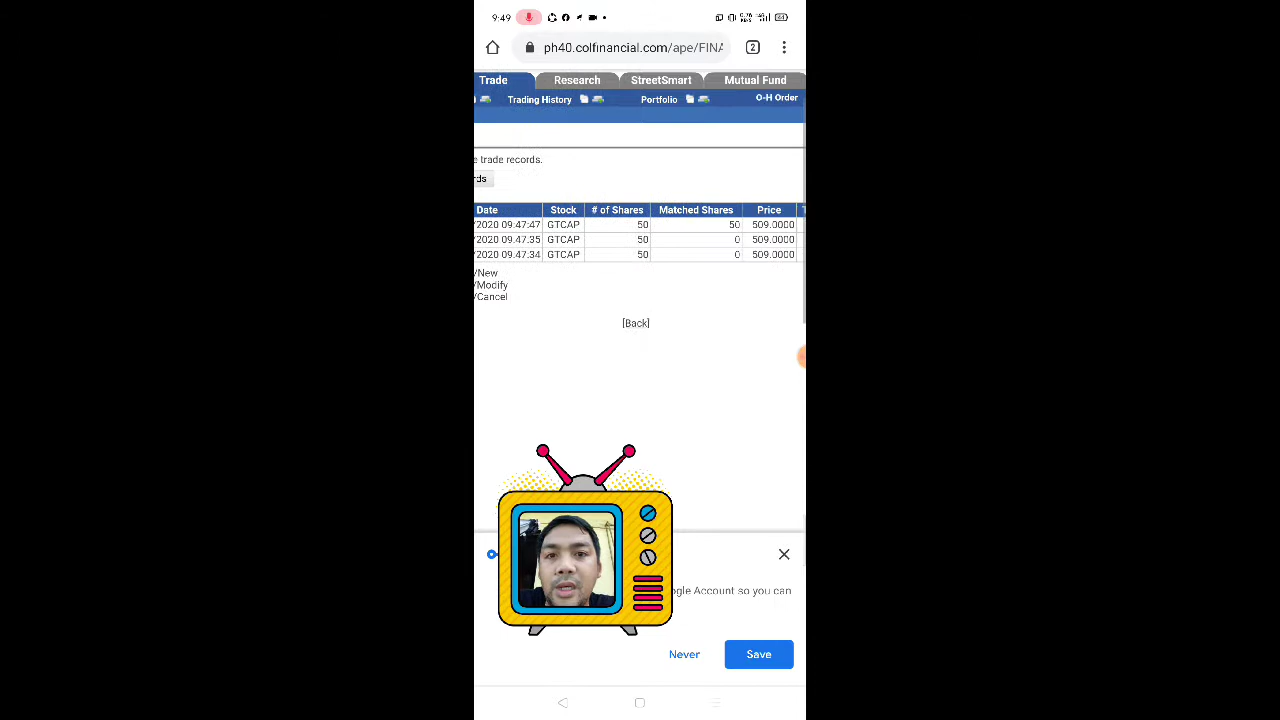 9:49
ph40.colfinancial.com/ape/FINA
2
Trade Research StreetSmart Mutual Fund
Trading History Portfolio O-H Order
e trade records.
rds
Date Stock # of Shares Matched Shares Price
/2020 09:47:47 GTCAP 50 50 509.0000
/2020 09:47:35 GTCAP 50 0 509.0000
/2020 09:47:34 GTCAP 50 0 509.0000
/New
/Modify
/Cancel
[Back]
ogle Account so you can
Never Save